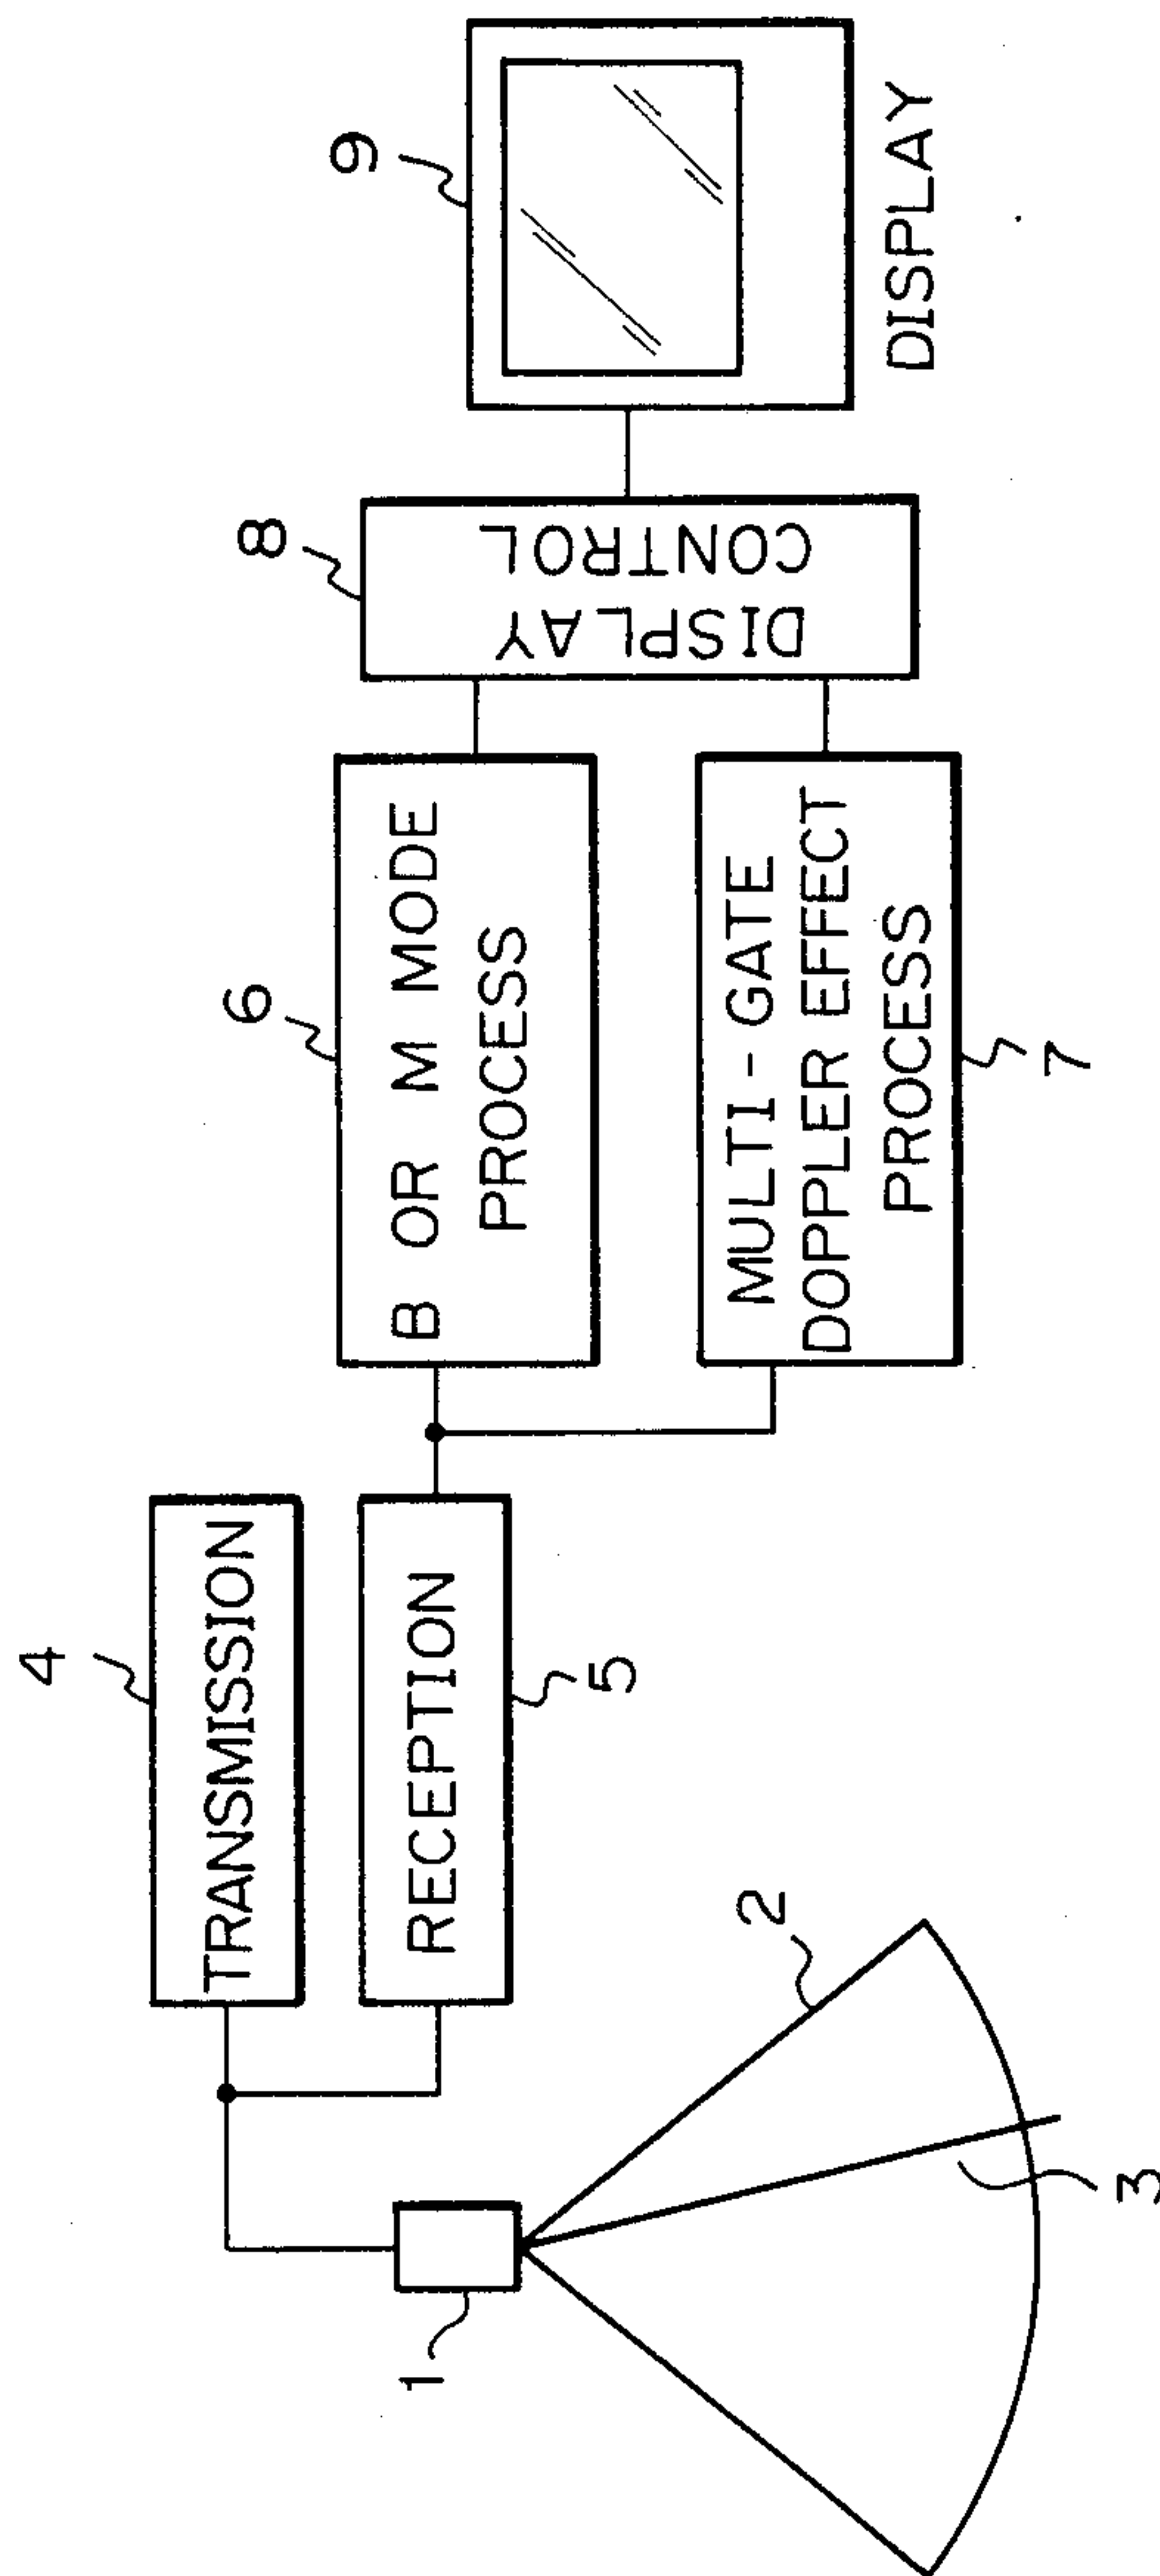 4
TRANSMISSION
RECEPTION
5
6
B OR M MODE
PROCESS
MULTI-GATE
DOPPLER EFFECT
PROCESS
7
8
DISPLAY
CONTROL
9
DISPLAY
1
2
3